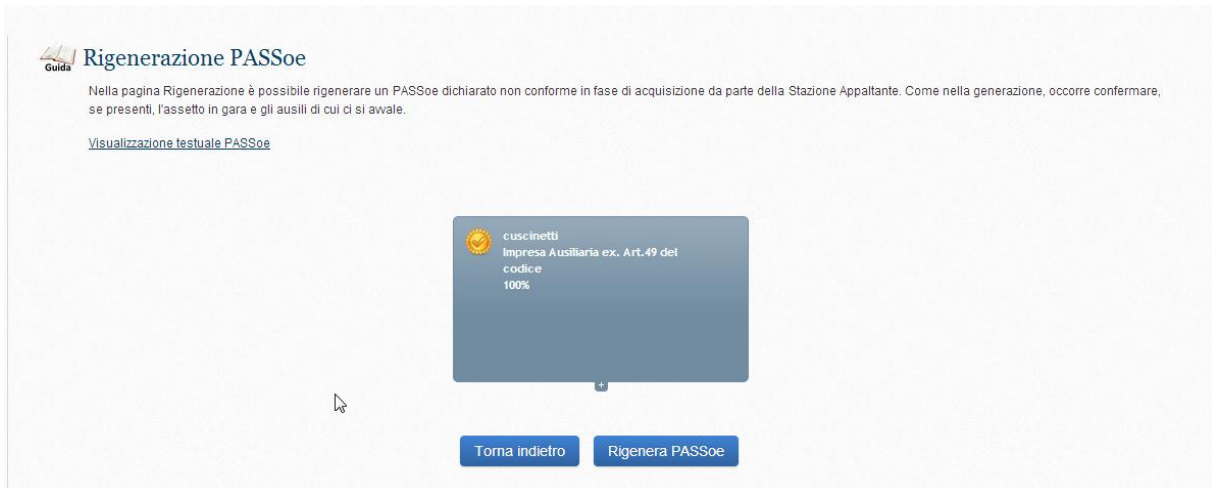 Guida
Rigenerazione PASSoe
Nella pagina Rigenerazione è possibile rigenerare un PASSoe dichiarato non conforme in fase di acquisizione da parte della Stazione Appaltante. Come nella generazione, occorre confermare,
se presenti, l'assetto in gara e gli ausili di cui ci si avvale.
Visualizzazione testuale PASSoe
cuscinetti
Impresa Ausiliaria ex. Art.49 del
codice
100%
+
Torna indietro
Rigenera PASSoe